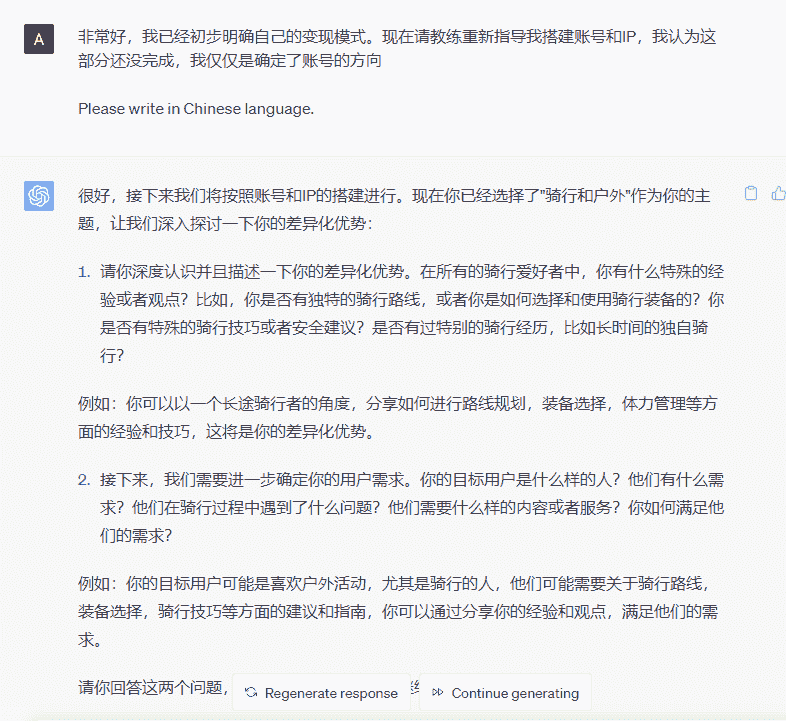 A
非常好，我已经初步明确自己的变现模式。现在请教练重新指导我搭建账号和IP，我认为这
部分还没完成，我仅仅是确定了账号的方向
Please write in Chinese language.
很好，接下来我们将按照账号和IP的搭建进行。现在你已经选择了"骑行和户外"作为你的主
题，让我们深入探讨一下你的差异化优势：
1. 请你深度认识并且描述一下你的差异化优势。在所有的骑行爱好者中，你有什么特殊的经
验或者观点？比如，你是否有独特的骑行路线，或者你是如何选择和使用骑行装备的？你
是否有特殊的骑行技巧或者安全建议？是否有过特别的骑行经历，比如长时间的独自骑
行？
例如：你可以以一个长途骑行者的角度，分享如何进行路线规划，装备选择，体力管理等方
面的经验和技巧，这将是你的差异化优势。
2. 接下来，我们需要进一步确定你的用户需求。你的目标用户是什么样的人？他们有什么需
求？他们在骑行过程中遇到了什么问题？他们需要什么样的内容或者服务？你如何满足他
们的需求？
例如：你的目标用户可能是喜欢户外活动，尤其是骑行的人，他们可能需要关于骑行路线，
装备选择，骑行技巧等方面的建议和指南，你可以通过分享你的经验和观点，满足他们的需
求。
请你回答这两个问题，
Regenerate response
Continue generating